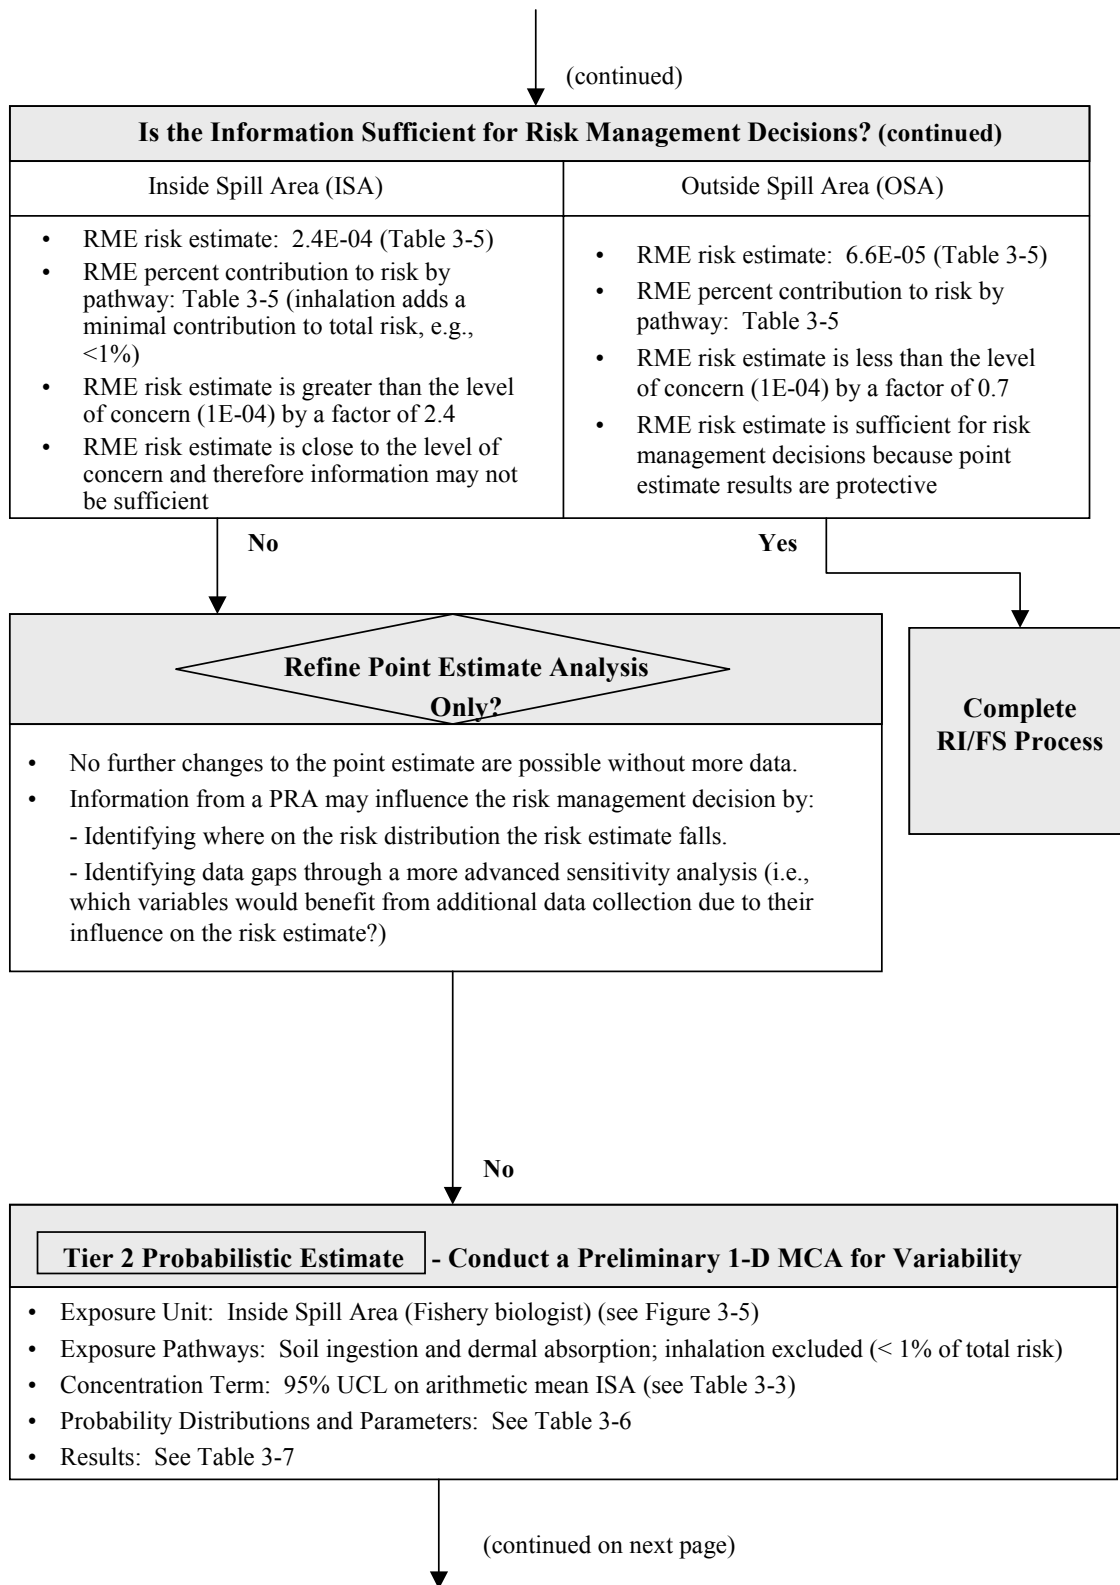 (continued)
Is the Information Sufficient for Risk Management Decisions? (continued)
Inside Spill Area (ISA)
• RME risk estimate: 2.4E-04 (Table 3-5)
• RME percent contribution to risk by
pathway: Table 3-5 (inhalation adds a
minimal contribution to total risk, e.g.,
<1%)
• RME risk estimate is greater than the level
of concern (1E-04) by a factor of 2.4
• RME risk estimate is close to the level of
concern and therefore information may not
be sufficient
Outside Spill Area (OSA)
• RME risk estimate: 6.6E-05 (Table 3-5)
• RME percent contribution to risk by
pathway: Table 3-5
• RME risk estimate is less than the level
of concern (1E-04) by a factor of 0.7
• RME risk estimate is sufficient for risk
management decisions because point
estimate results are protective
No
Yes
Refine Point Estimate Analysis
Only?
• No further changes to the point estimate are possible without more data.
• Information from a PRA may influence the risk management decision by:
- Identifying where on the risk distribution the risk estimate falls.
- Identifying data gaps through a more advanced sensitivity analysis (i.e.,
which variables would benefit from additional data collection due to their
influence on the risk estimate?)
Complete
RI/FS Process
No
Tier 2 Probabilistic Estimate - Conduct a Preliminary 1-D MCA for Variability
• Exposure Unit: Inside Spill Area (Fishery biologist) (see Figure 3-5)
• Exposure Pathways: Soil ingestion and dermal absorption; inhalation excluded (< 1% of total risk)
• Concentration Term: 95% UCL on arithmetic mean ISA (see Table 3-3)
• Probability Distributions and Parameters: See Table 3-6
• Results: See Table 3-7
(continued on next page)